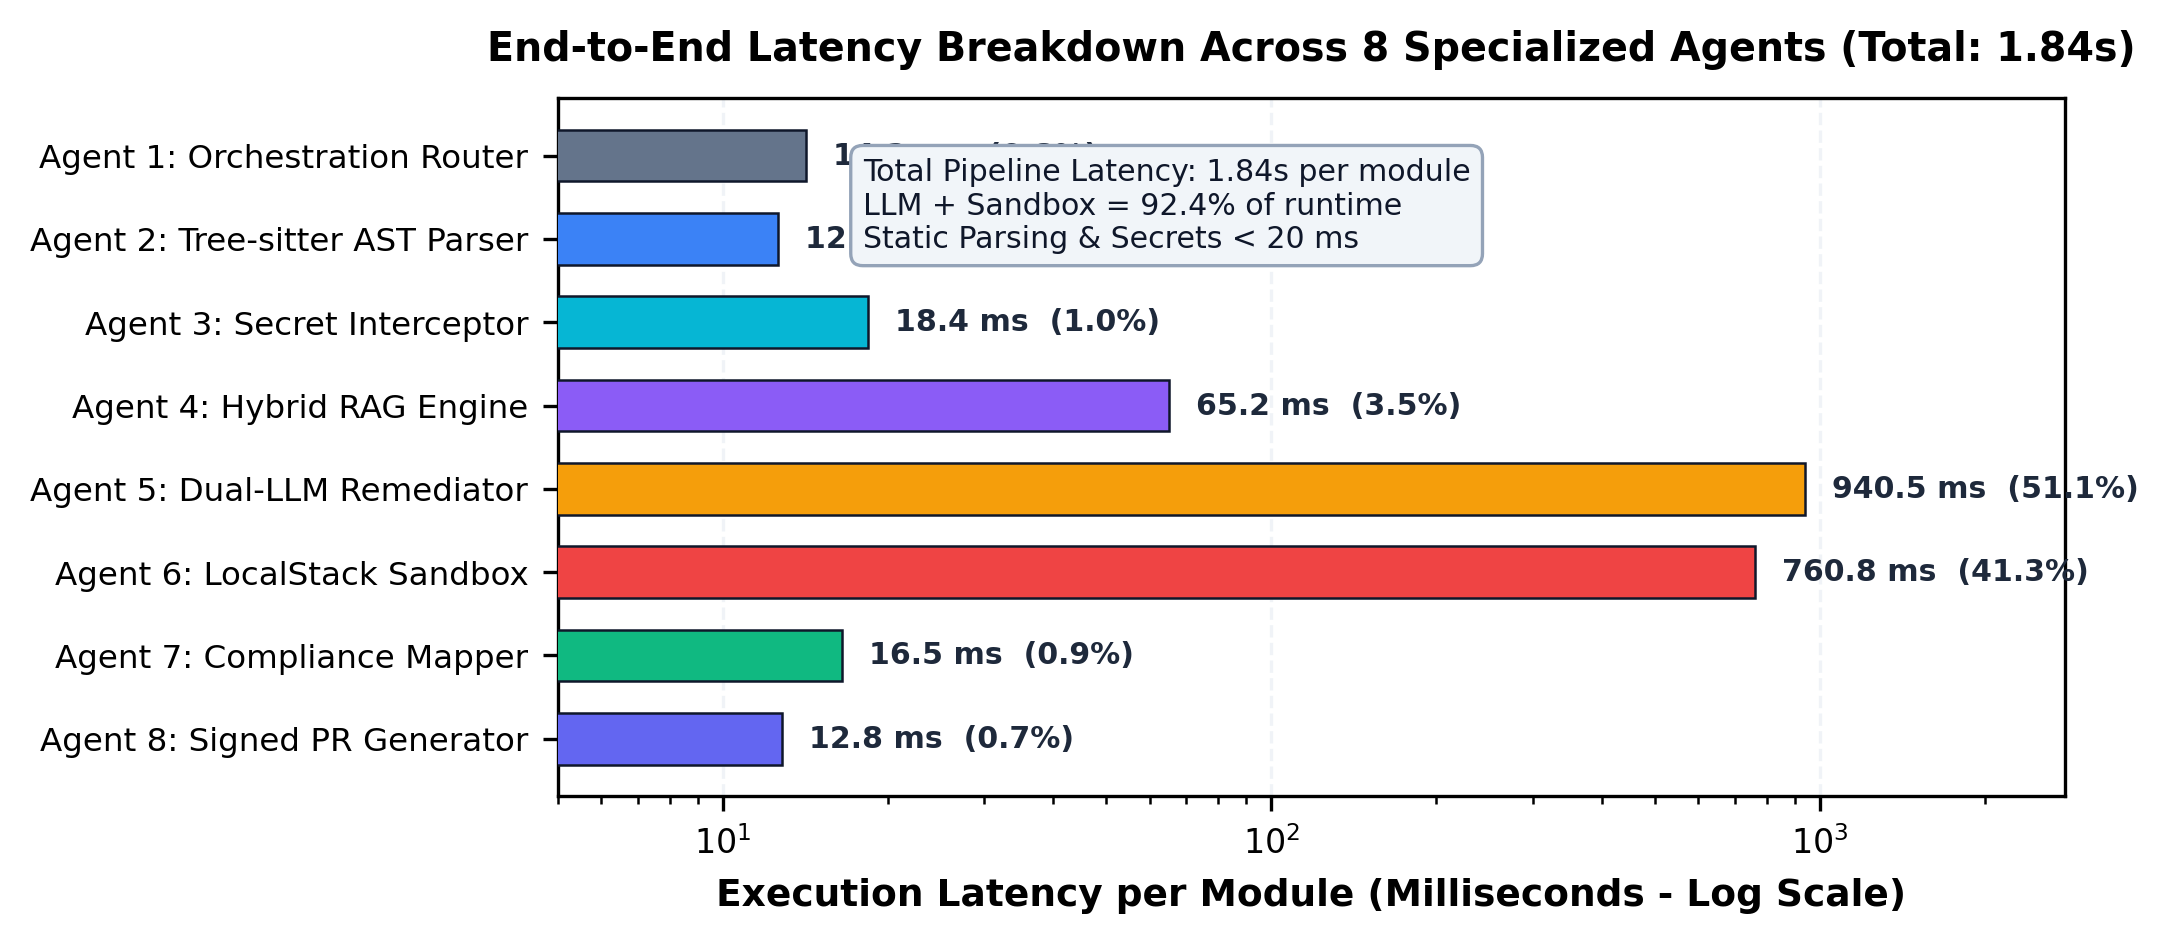 End-to-End Latency Breakdown Across 8 Specialized Agents (Total: 1.84s)
Agent 1: Orchestration Router
Total Pipeline Latency: 1.84s per module
LLM + Sandbox = 92.4% of runtime
Static Parsing & Secrets < 20 ms
Agent 2: Tree-sitter AST Parser 12
Agent 3: Secret Interceptor 18.4 ms (1.0%)
Agent 4: Hybrid RAG Engine 65.2 ms (3.5%)
Agent 5: Dual-LLM Remediator 940.5 ms (51.1%)
Agent 6: LocalStack Sandbox 760.8 ms (41.3%)
Agent 7: Compliance Mapper 16.5 ms (0.9%)
Agent 8: Signed PR Generator 12.8 ms (0.7%)
10¹ 10² 10³
Execution Latency per Module (Milliseconds - Log Scale)